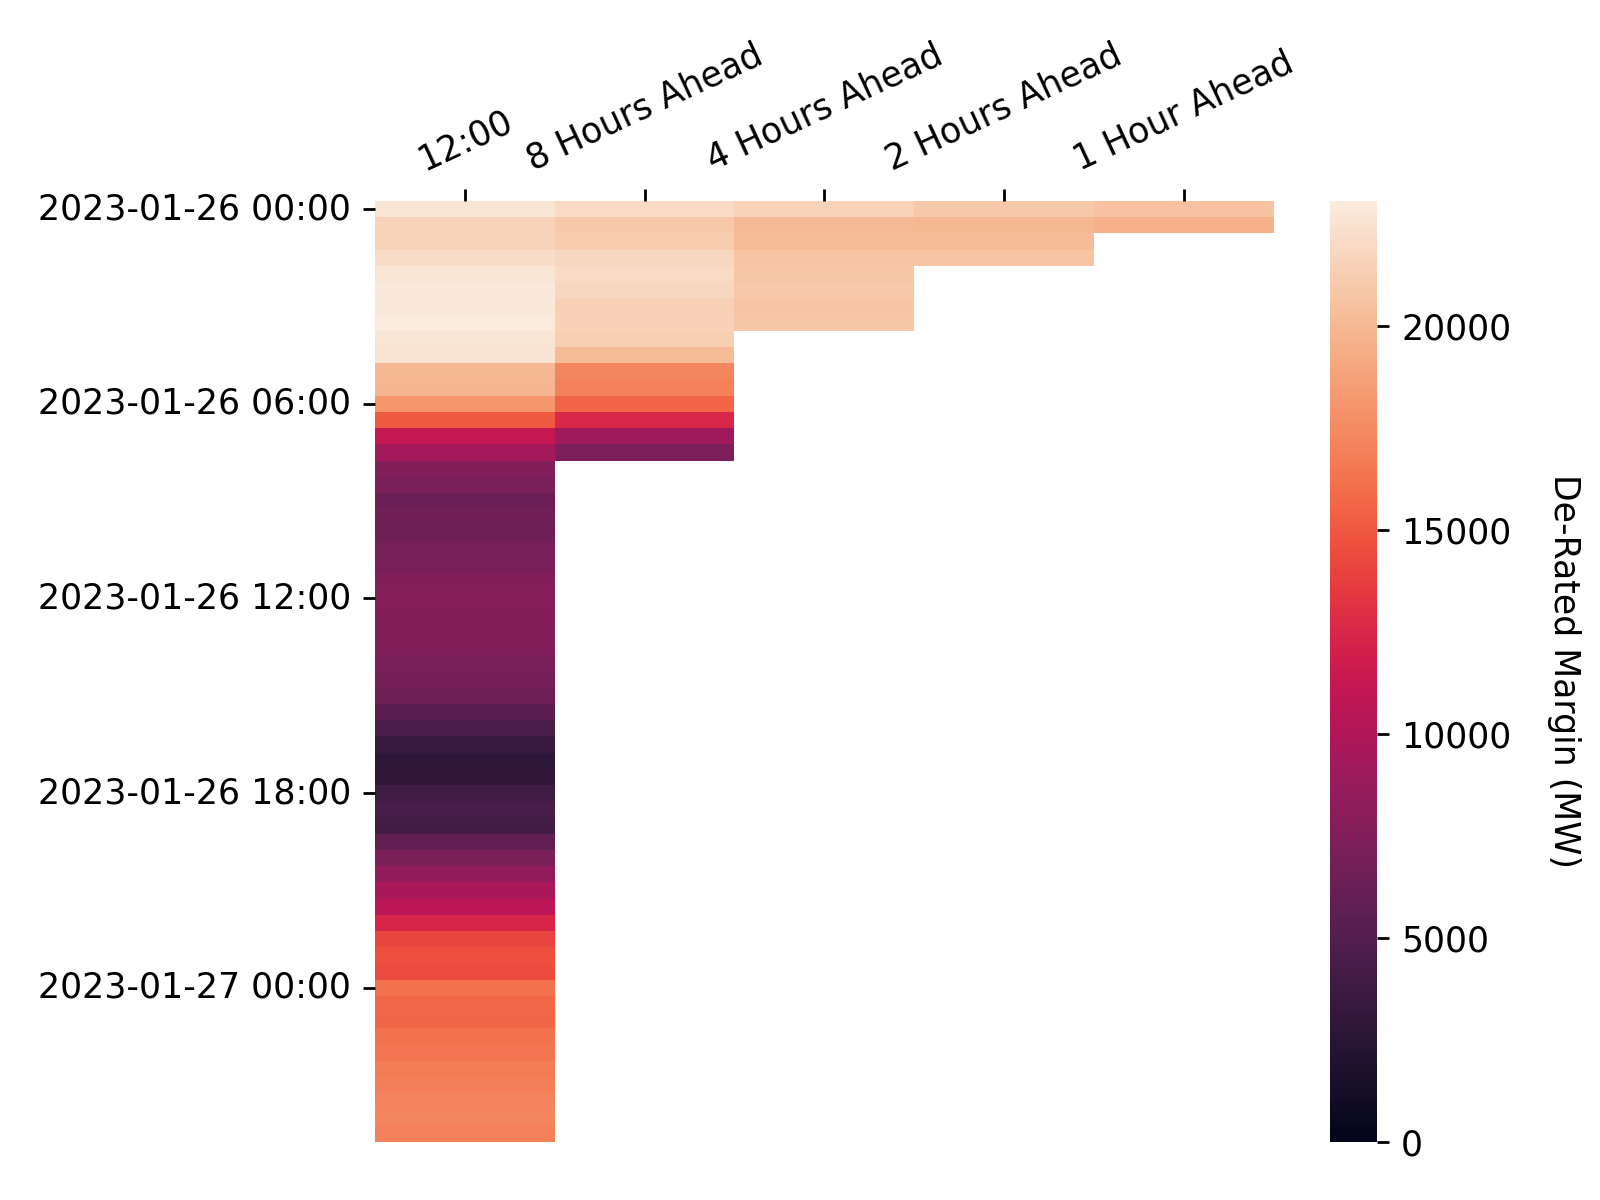 12:00
8 Hours Ahead
4 Hours Ahead
2 Hours Ahead
1 Hour Ahead
2023-01-26 00:00
2023-01-26 06:00
2023-01-26 12:00
2023-01-26 18:00
2023-01-27 00:00
20000
15000
10000
5000
0
De-Rated Margin (MW)